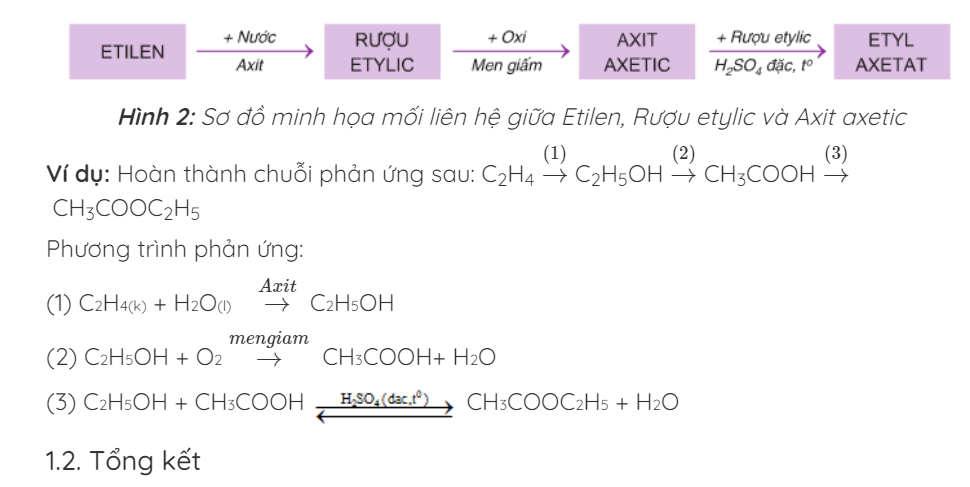 ETILEN + Nước Axit RƯỢU ETYLIC + Oxi Men giấm AXIT AXETIC + Rượu etylic H₂SO₄ đặc, t⁰ ETYL AXETAT
Hình 2: Sơ đồ minh họa mối liên hệ giữa Etilen, Rượu etylic và Axit axetic
Ví dụ: Hoàn thành chuỗi phản ứng sau: C₂H₄ (1)→ C₂H₅OH (2)→ CH₃COOH (3)→
CH₃COOC₂H₅
Phương trình phản ứng:
(1) C₂H₄(k) + H₂O(l) Axit→ C₂H₅OH
(2) C₂H₅OH + O₂ mengiam→ CH₃COOH+ H₂O
(3) C₂H₅OH + CH₃COOH H₂SO₄(dac,t⁰)⇌ CH₃COOC₂H₅ + H₂O
1.2. Tổng kết